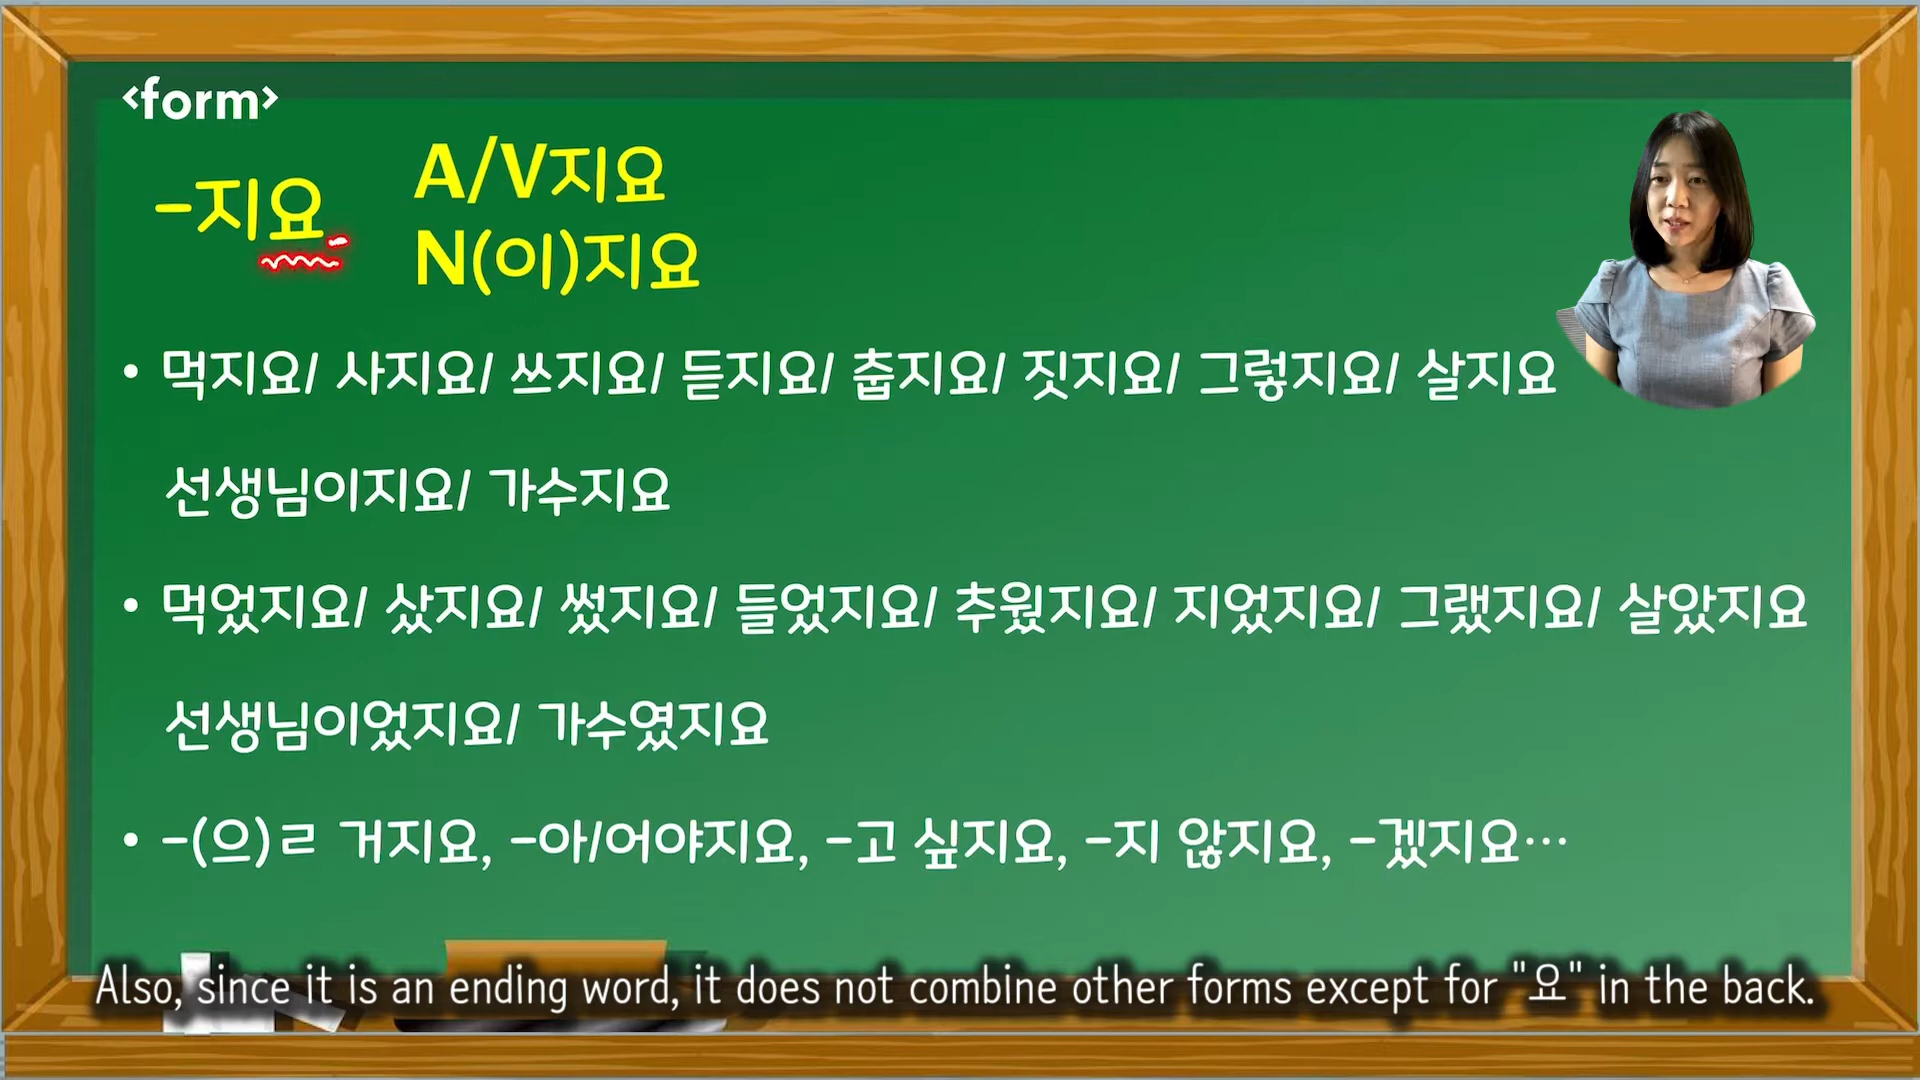 <form>
-지요
A/V지요
N(이)지요
• 먹지요/ 사지요/ 쓰지요/ 듣지요/ 춥지요/ 짓지요/ 그렇지요/ 살지요
선생님이지요/ 가수지요
• 먹었지요/ 샀지요/ 썼지요/ 들었지요/ 추웠지요/ 지었지요/ 그랬지요/ 살았지요
선생님이었지요/ 가수였지요
• -(으)ㄹ 거지요, -아/어야지요, -고 싶지요, -지 않지요, -겠지요…
Also, since it is an ending word, it does not combine other forms except for "요" in the back.